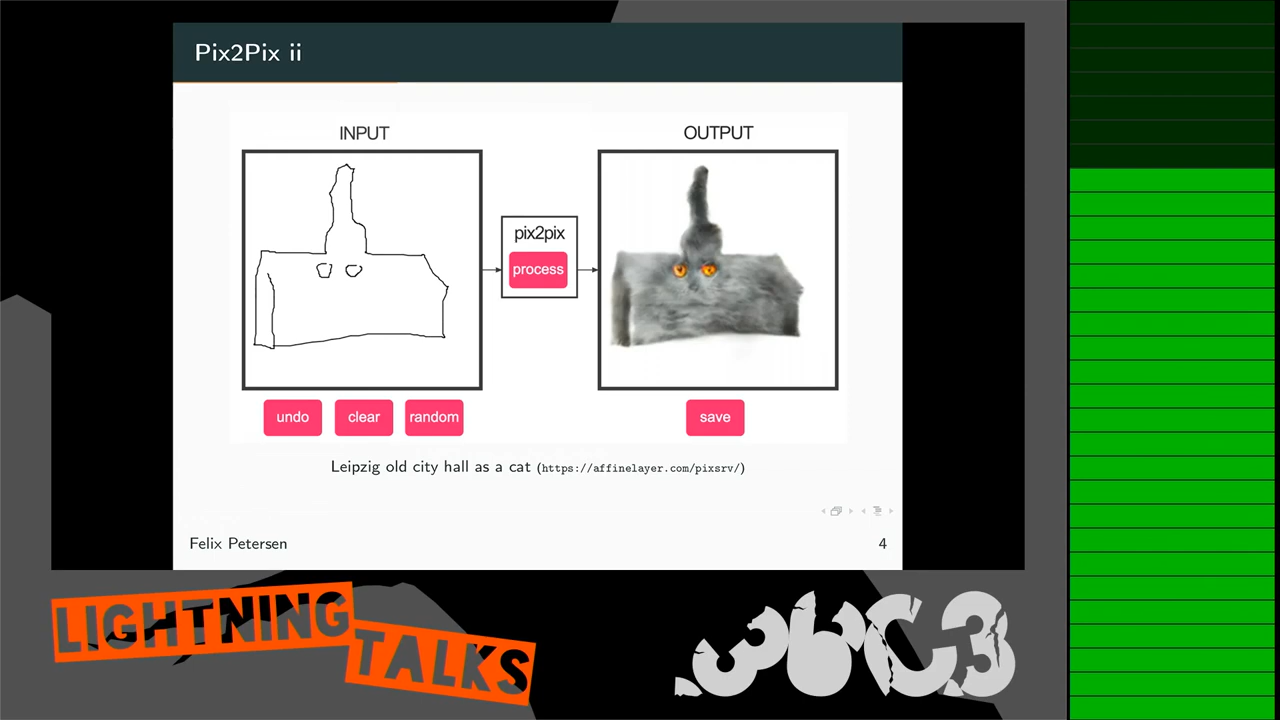 Pix2Pix ii
INPUT
OUTPUT
pix2pix
process
undo
clear
random
save
Leipzig old city hall as a cat (https://affinelayer.com/pixsrv/)
Felix Petersen
4
LIGHTNING
TALKS
36C3